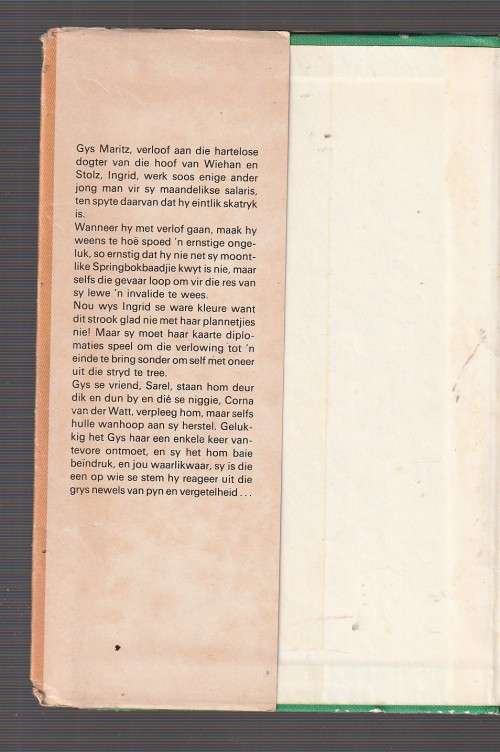 Gys Maritz, verloof aan die hartelose
dogter van die hoof van Wiehan en
Stolz, Ingrid, werk soos enige ander
jong man vir sy maandelikse salaris,
ten spyte daarvan dat hy eintlik skatryk
is.
Wanneer hy met verlof gaan, maak hy
weens te hoë spoed 'n ernstige onge-
luk, so ernstig dat hy nie net sy moont-
like Springbokbaadjie kwyt is nie, maar
selfs die gevaar loop om vir die res van
sy lewe 'n invalide te wees.
Nou wys Ingrid se ware kleure want
dit strook glad nie met haar plannetjies
nie! Maar sy moet haar kaarte diplo-
maties speel om die verlowing tot 'n
einde te bring sonder om self met oneer
uit die stryd te tree.
Gys se vriend, Sarel, staan hom deur
dik en dun by en dié se niggie, Corna
van der Watt, verpleeg hom, maar selfs
hulle wanhoop aan sy herstel. Geluk-
kig het Gys haar een enkele keer van-
tevore ontmoet, en sy het hom baie
beindruk, en jou waarlikwaar, sy is die
een op wie se stem hy reageer uit die
grys newels van pyn en vergetelheid . . .